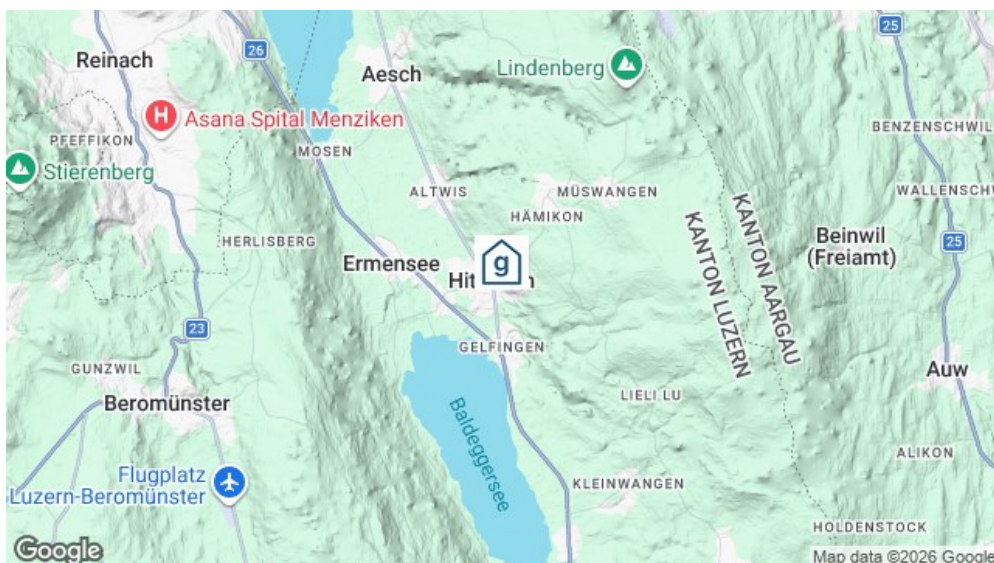 26
25
Reinach
Aesch
Lindenberg
H
Asana Spital Menziken
PFEFFIKON
MOSEN
BENZENSCHWIL
Stierenberg
ALTWIS
MÜSWANGEN
WALLENSCHW
HÄMIKON
HERLISBERG
KANTON LUZERN
KANTON AARGAU
Beinwil
(Freiamt)
25
Ermensee
g
Hit
n
23
GELFINGEN
GUNZWIL
Auw
Beromünster
LIELI LU
Baldeggersee
ALIKON
Flugplatz
Luzern-Beromünster
KLEINWANGEN
HOLDENSTOCK
Google
Map data ©2026 Google